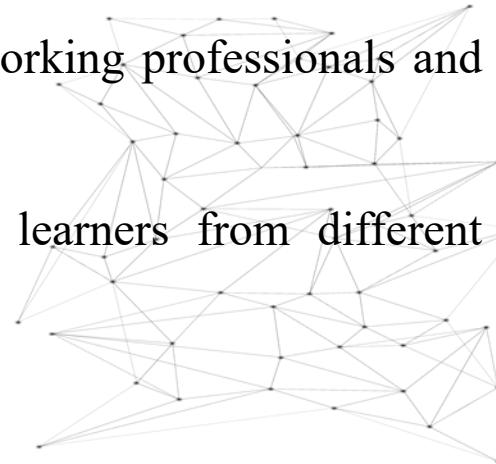 orking professionals and
learners from different